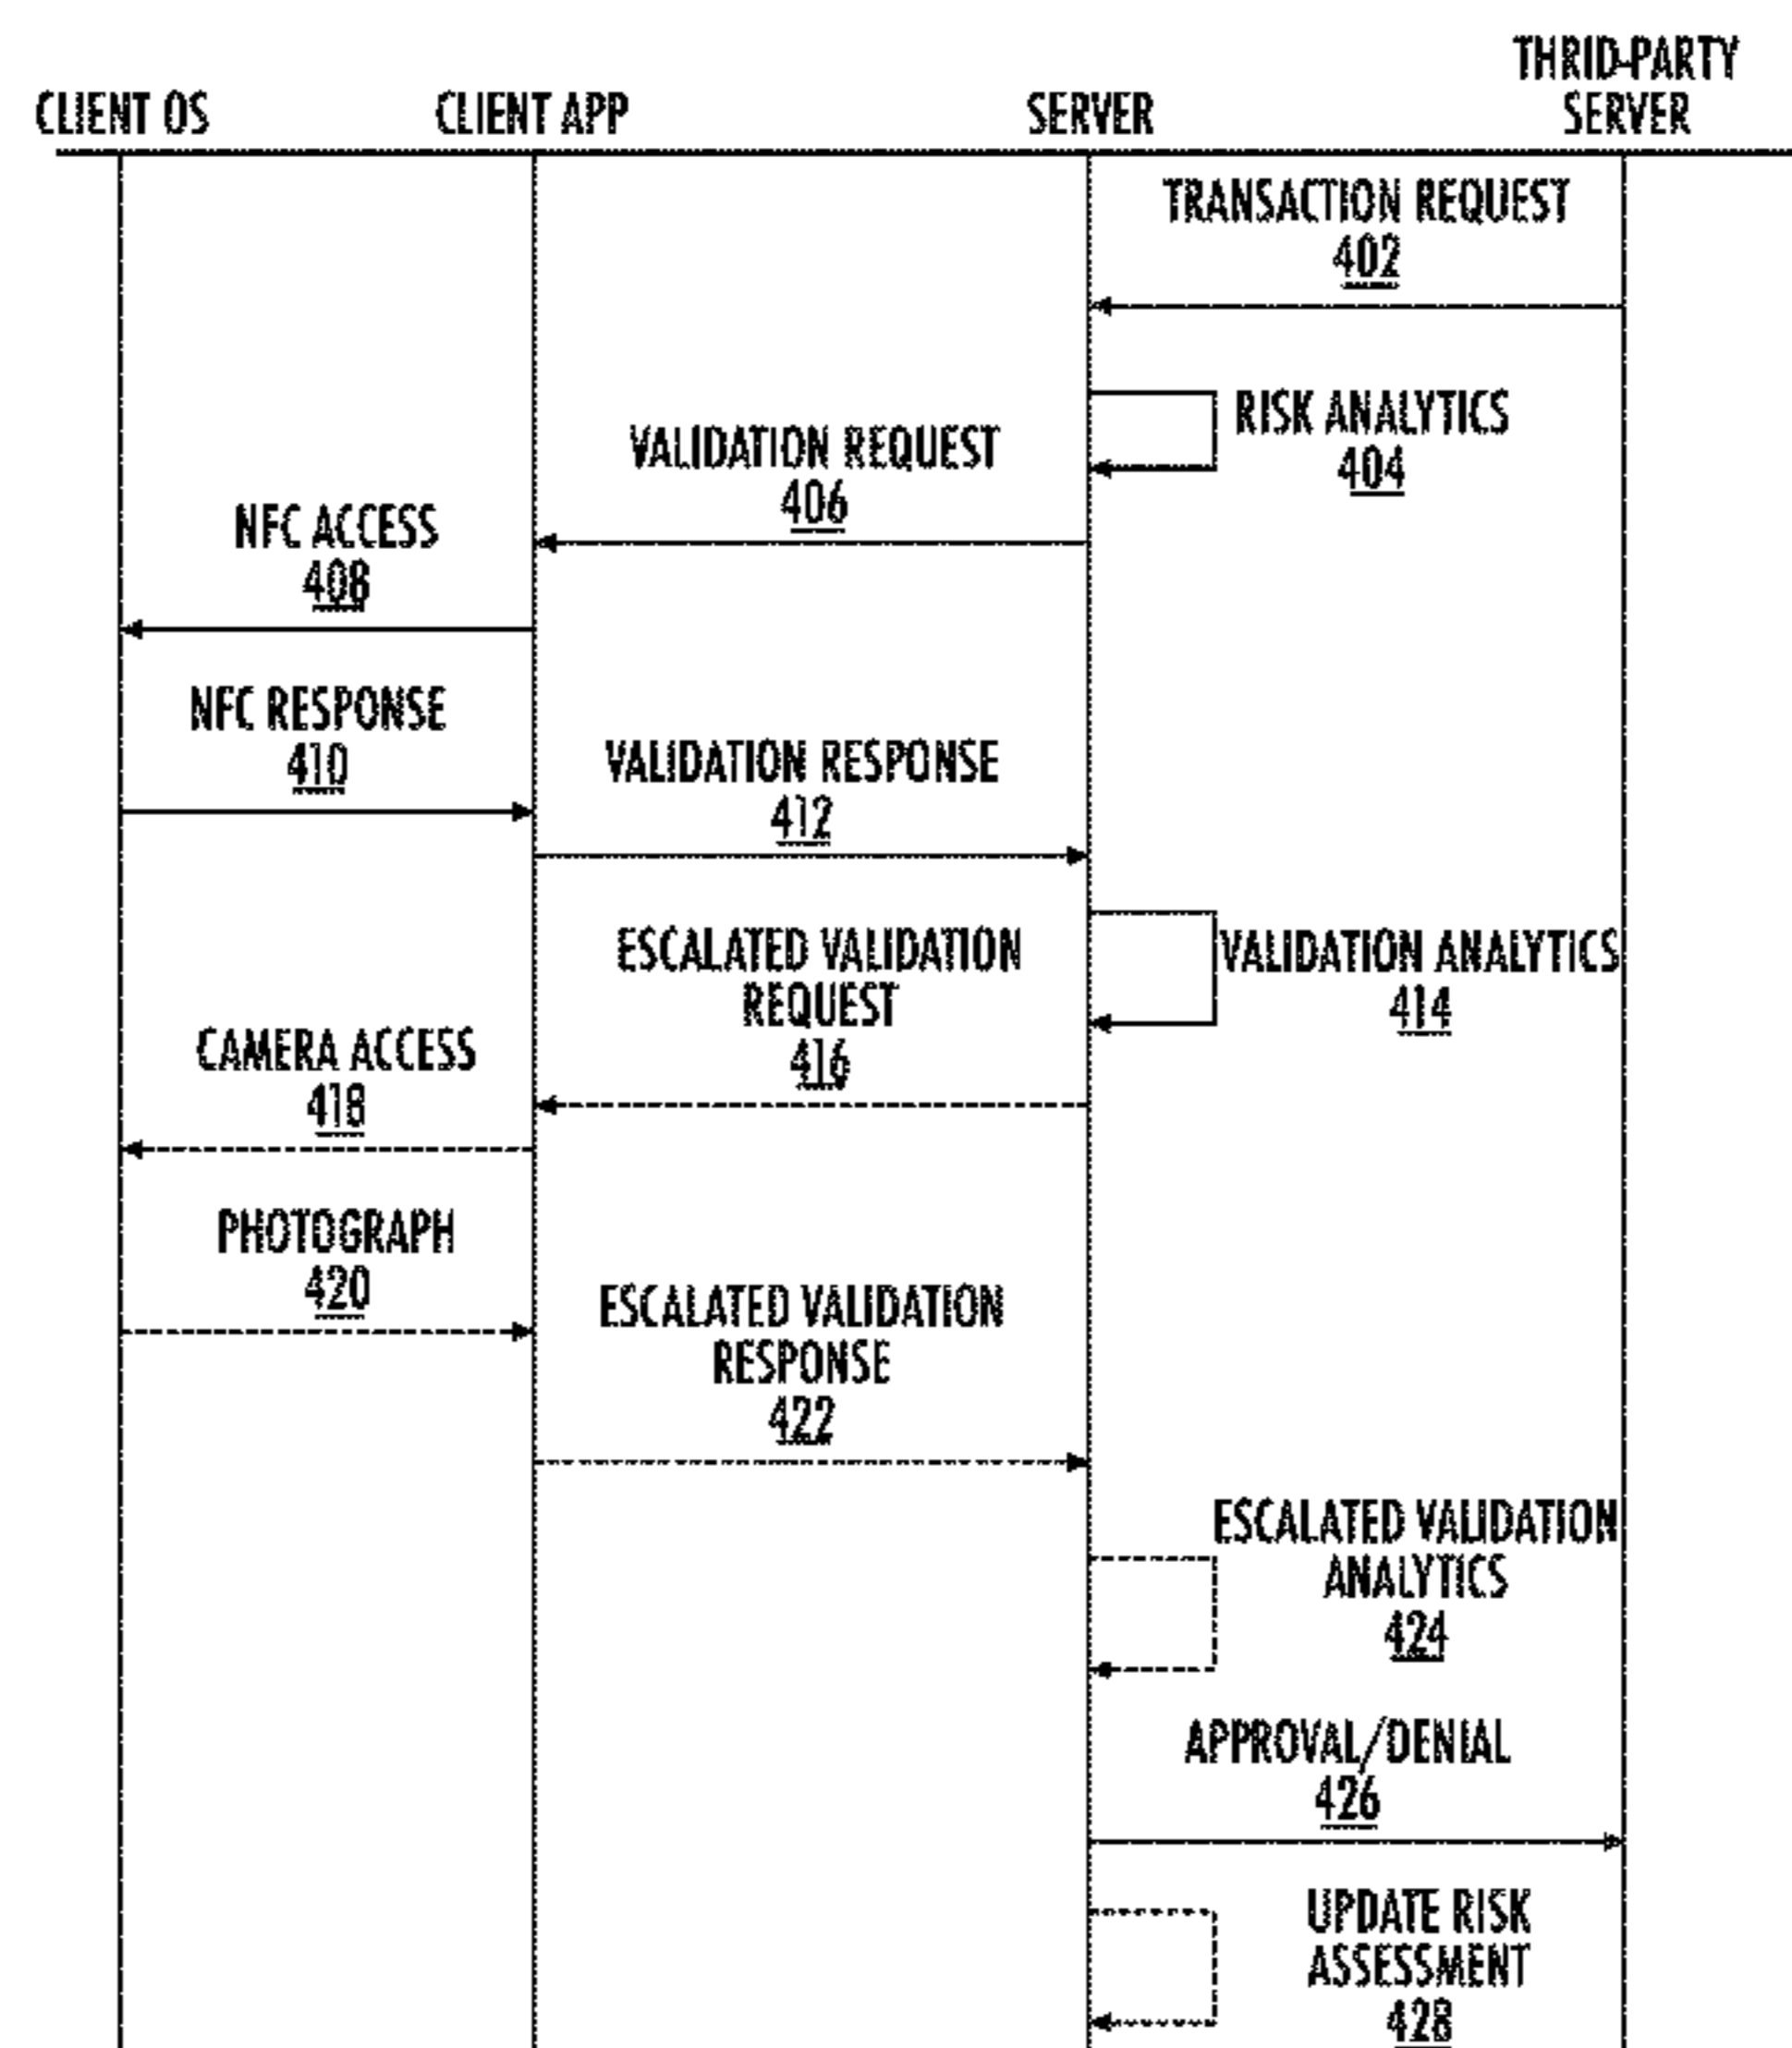 THRID-PARTY
CLIENT OS CLIENT APP SERVER SERVER
TRANSACTION REQUEST
402
RISK ANALYTICS
404
VALIDATION REQUEST
406
NFC ACCESS
408
NFC RESPONSE
410
VALIDATION RESPONSE
412
VALIDATION ANALYTICS
414
ESCALATED VALIDATION
REQUEST
416
CAMERA ACCESS
418
PHOTOGRAPH
420
ESCALATED VALIDATION
RESPONSE
422
ESCALATED VALIDATION
ANALYTICS
424
APPROVAL/DENIAL
426
UPDATE RISK
ASSESSMENT
428